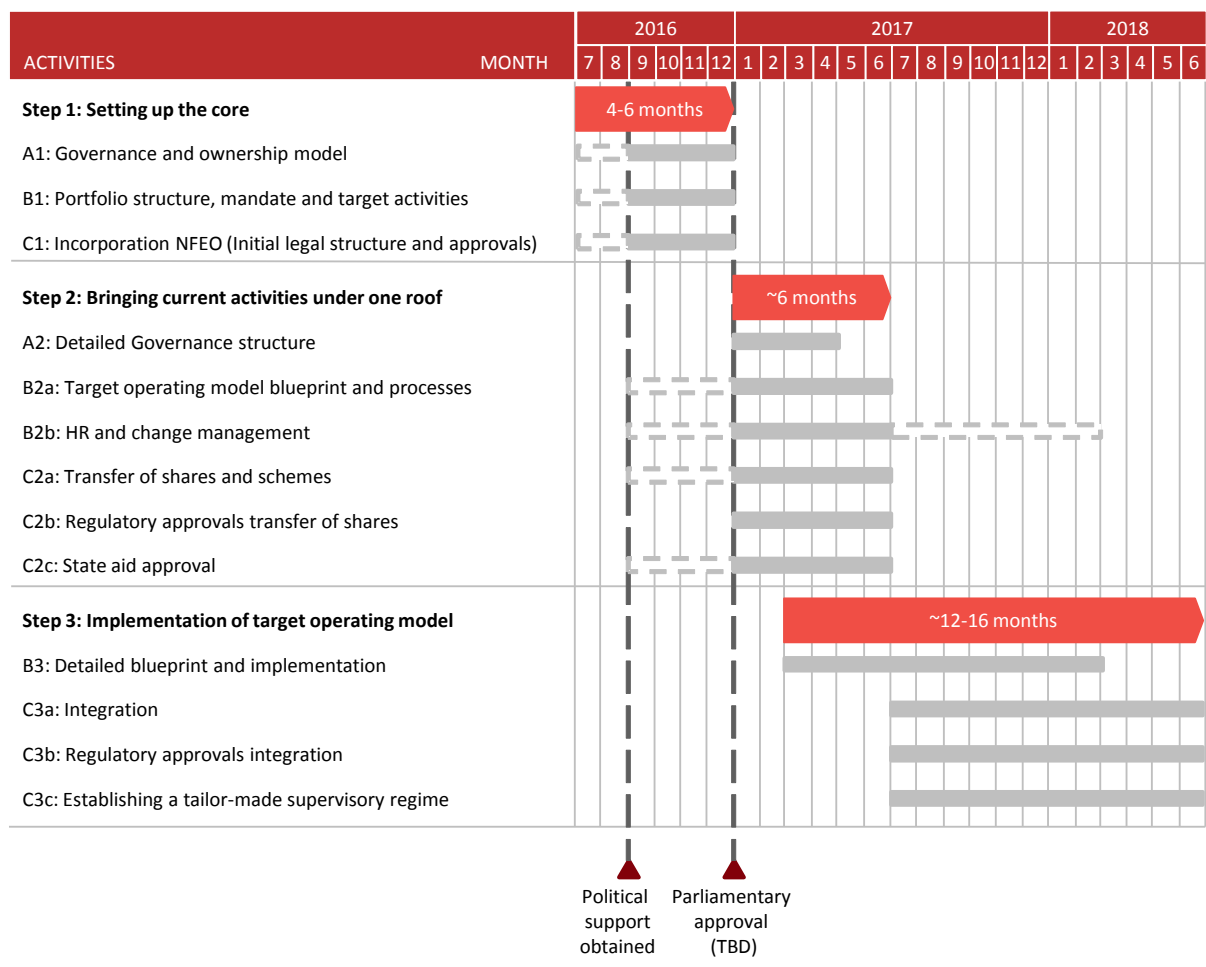 2016 2017 2018
ACTIVITIES MONTH 7 8 9 10 11 12 1 2 3 4 5 6 7 8 9 10 11 12 1 2 3 4 5 6
Step 1: Setting up the core 4-6 months
A1: Governance and ownership model
B1: Portfolio structure, mandate and target activities
C1: Incorporation NFEO (Initial legal structure and approvals)
Step 2: Bringing current activities under one roof ~6 months
A2: Detailed Governance structure
B2a: Target operating model blueprint and processes
B2b: HR and change management
C2a: Transfer of shares and schemes
C2b: Regulatory approvals transfer of shares
C2c: State aid approval
Step 3: Implementation of target operating model ~12-16 months
B3: Detailed blueprint and implementation
C3a: Integration
C3b: Regulatory approvals integration
C3c: Establishing a tailor-made supervisory regime
Political
support
obtained
Parliamentary
approval
(TBD)